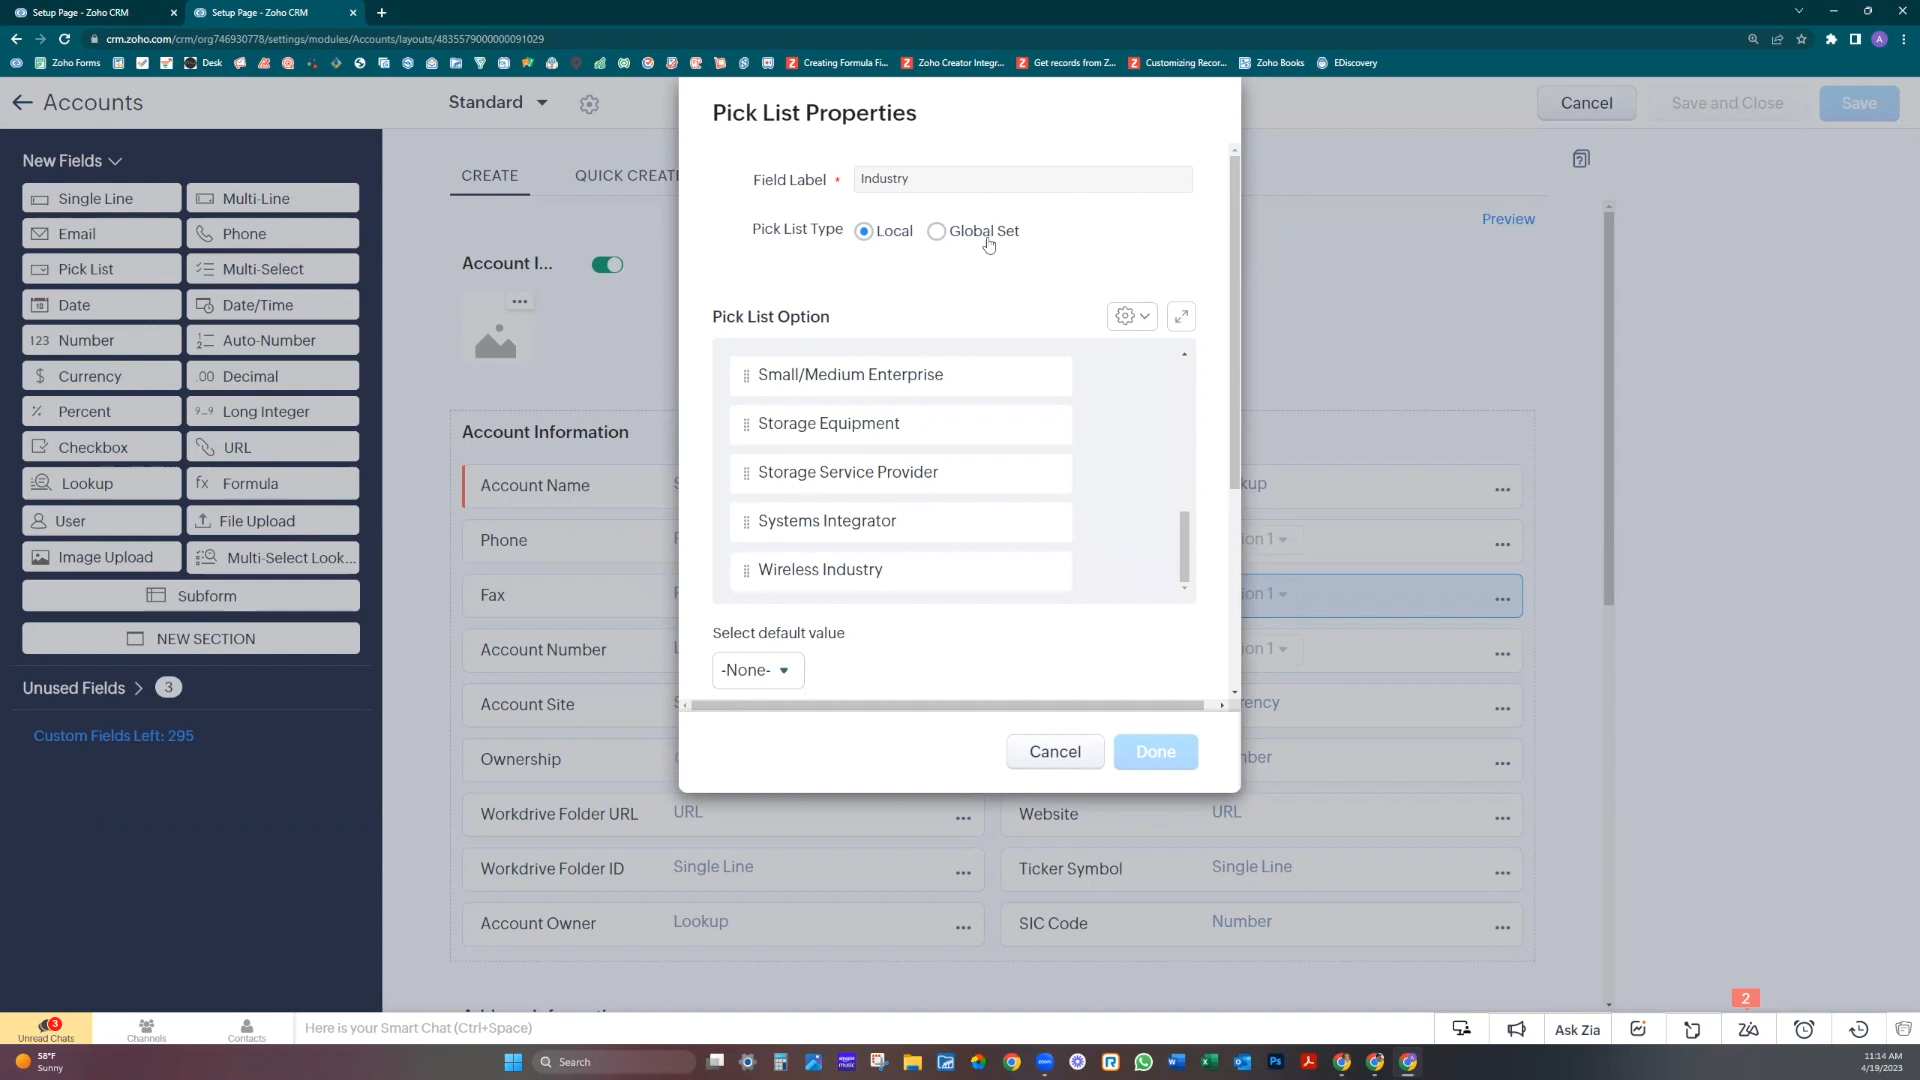 Setup Page - Zoho CRM
Setup Page - Zoho CRM
crm.zoho.com/crm/org746930778/settings/modules/Accounts/layouts/4835579000000091029
Zoho Forms
Desk
Creating Formula Fi...
Zoho Creator Integr...
Get records from Z...
Customizing Recor...
Zoho Books
EDiscovery
Accounts
Standard
Cancel
Save and Close
Save
New Fields
Single Line
Multi-Line
Email
Phone
Pick List
Multi-Select
Date
Date/Time
Number
Auto-Number
Currency
Decimal
Percent
Long Integer
Checkbox
URL
Lookup
Formula
User
File Upload
Image Upload
Multi-Select Look...
Subform
NEW SECTION
Unused Fields 3
Custom Fields Left: 295
CREATE
QUICK CREATE
Preview
Account I...
Account Information
Account Name
Phone
Fax
Account Number
Account Site
Ownership
Workdrive Folder URL URL
Website URL
Workdrive Folder ID Single Line
Ticker Symbol Single Line
Account Owner Lookup
SIC Code Number
Pick List Properties
Field Label * Industry
Pick List Type Local Global Set
Pick List Option
Small/Medium Enterprise
Storage Equipment
Storage Service Provider
Systems Integrator
Wireless Industry
Select default value
-None-
Cancel
Done
2
3
Unread Chats
Channels
Contacts
Here is your Smart Chat (Ctrl+Space)
Ask Zia
58°F
Sunny
Search
11:14 AM
4/19/2023